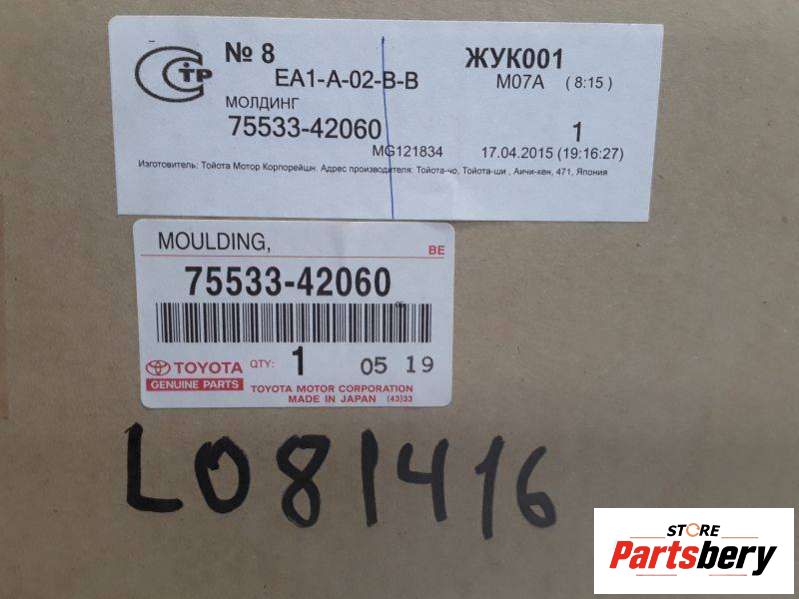 СТР
№ 8
ЖУК001
EA1-A-02-B-B
М07А (8:15)
МОЛДИНГ
75533-42060
1
MG121834
17.04.2015 (19:16:27)
Изготовитель: Тойота Мотор Корпорейшн. Адрес производителя: Тойота-чо, Тойота-ши , Аичи-кен, 471, Япония
MOULDING,
BE
75533-42060
TOYOTA QTY: 1 05 19
GENUINE PARTS TOYOTA MOTOR CORPORATION
MADE IN JAPAN (43)33
L081416
STORE
Partsbery